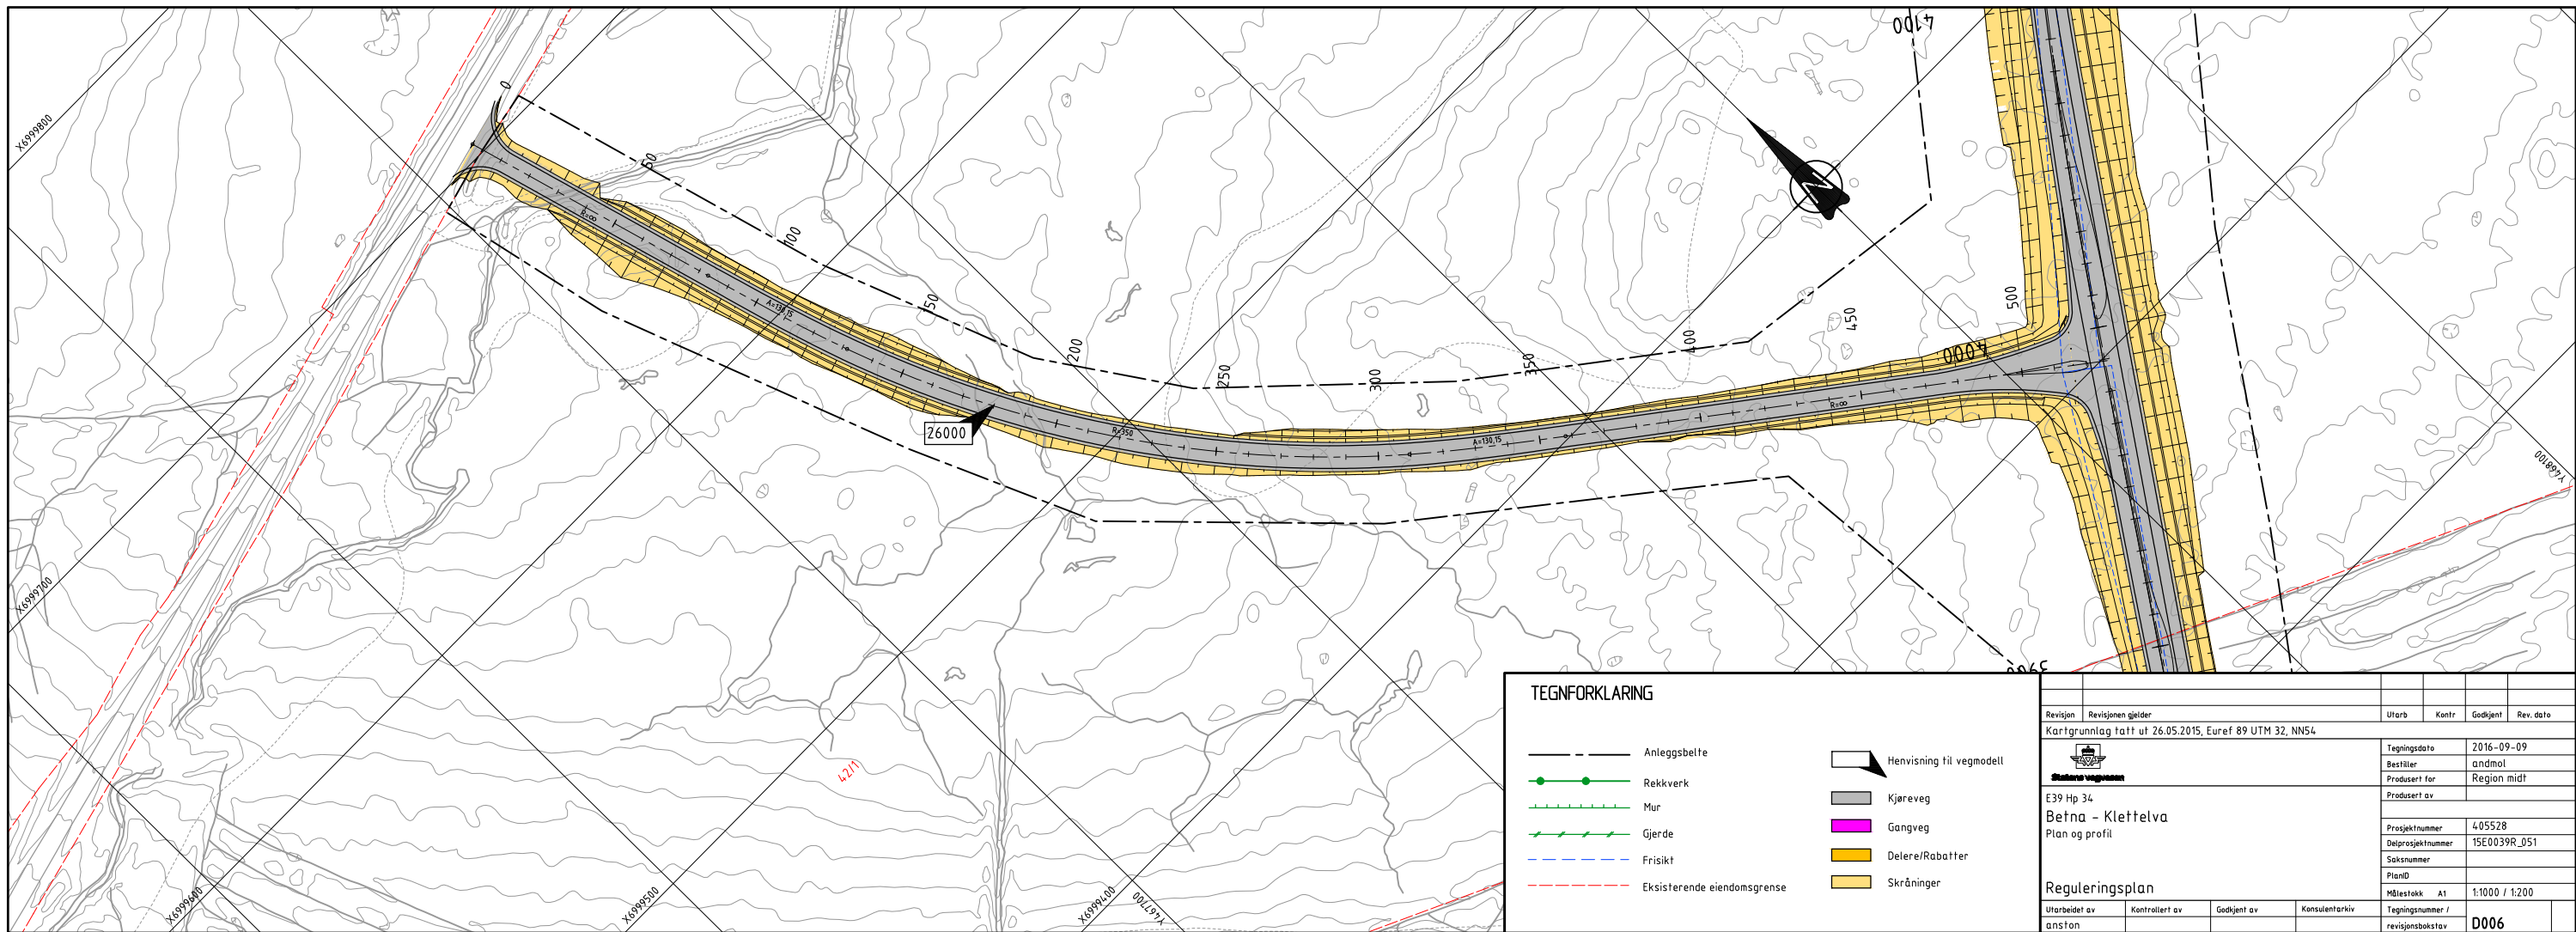 4100
0
50
100
150
200
250
300
350
400
450
500
4000
3900
X6999800
X6999700
X6999600
X6999500
X6999400
Y467700
Y468100
R=∞
A=130,15
R=350
A=130,15
R=∞
26000
42/1
N
TEGNFORKLARING
Anleggsbelte
Rekkverk
Mur
Gjerde
Frisikt
Eksisterende eiendomsgrense
Henvisning til vegmodell
Kjøreveg
Gangveg
Delere/Rabatter
Skråninger
Revisjon Revisjonen gjelder Utarb Kontr Godkjent Rev. dato
Kartgrunnlag tatt ut 26.05.2015, Euref 89 UTM 32, NN54
Statens vegvesen
Tegningsdato 2016-09-09
Bestiller andmol
Produsert for Region midt
Produsert av
E39 Hp 34
Betna - Klettelva
Plan og profil
Prosjektnummer 405528
Delprosjektnummer 15E0039R_051
Saksnummer
PlanID
Reguleringsplan
Målestokk A1 1:1000 / 1:200
Utarbeidet av Kontrollert av Godkjent av Konsulentarkiv
anston
Tegningsnummer /
revisjonsbokstav D006